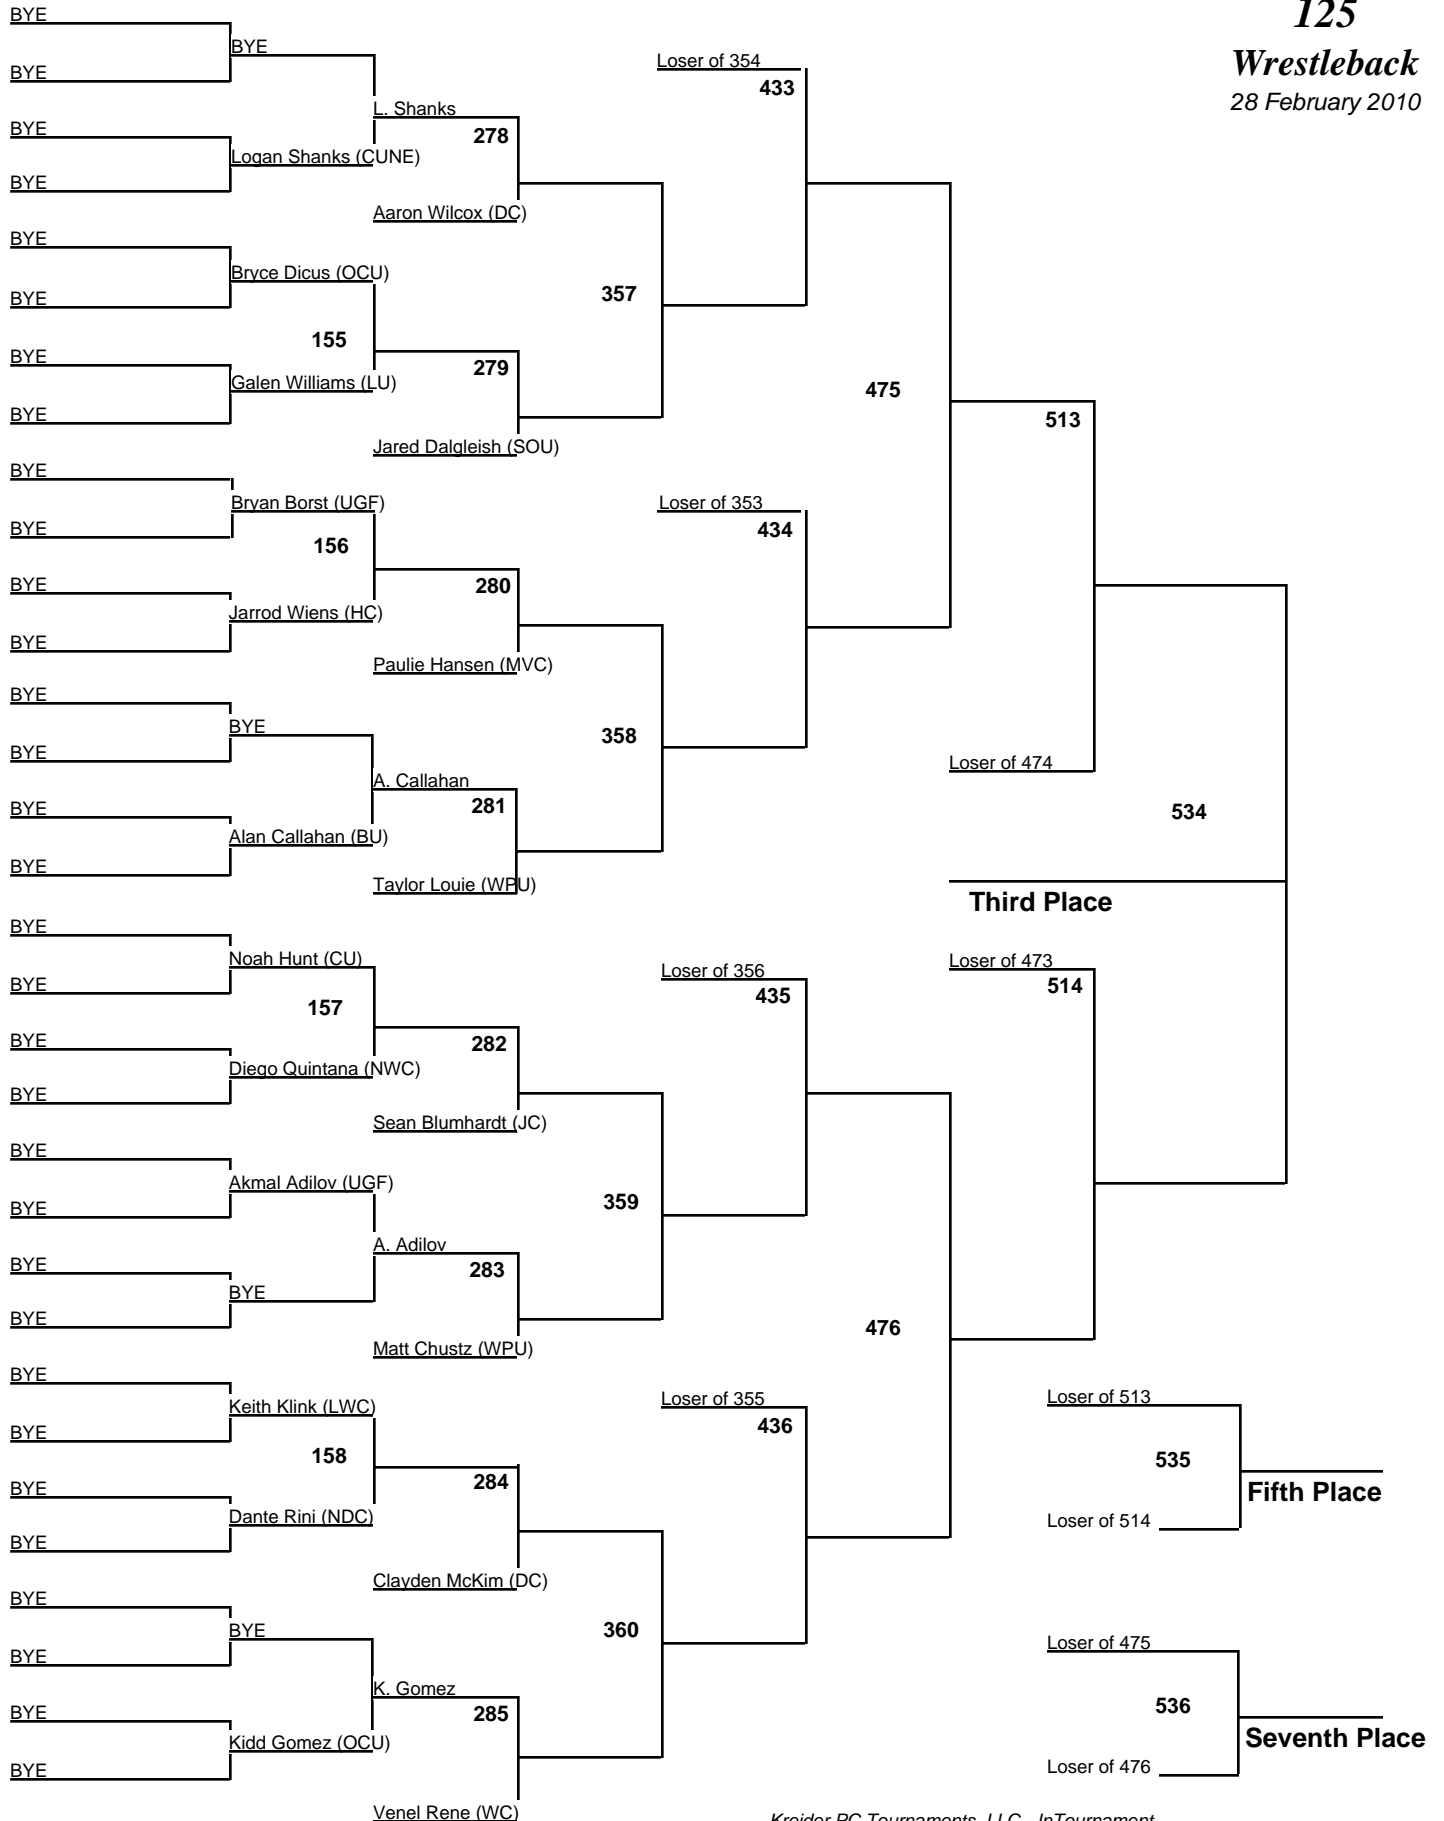 125
Wrestleback
28 February 2010
BYE
BYE
BYE
Loser of 354
433
BYE
L. Shanks
278
Logan Shanks (CUNE)
BYE
Aaron Wilcox (DC)
BYE
Bryce Dicus (OCU)
BYE
357
155
BYE
279
Galen Williams (LU)
475
BYE
513
Jared Dalgleish (SOU)
BYE
Bryan Borst (UGF)
Loser of 353
BYE
434
156
BYE
280
Jarrod Wiens (HC)
BYE
Paulie Hansen (MVC)
BYE
BYE
358
BYE
Loser of 474
A. Callahan
281
BYE
534
Alan Callahan (BU)
BYE
Taylor Louie (WPU)
Third Place
BYE
Noah Hunt (CU)
Loser of 356
Loser of 473
BYE
435
514
157
BYE
282
Diego Quintana (NWC)
BYE
Sean Blumhardt (JC)
BYE
Akmal Adilov (UGF)
359
BYE
A. Adilov
BYE
283
BYE
BYE
476
Matt Chustz (WPU)
BYE
Keith Klink (LWC)
Loser of 355
Loser of 513
BYE
436
158
535
284
BYE
Fifth Place
Dante Rini (NDC)
Loser of 514
BYE
Clayden McKim (DC)
BYE
BYE
360
Loser of 475
BYE
K. Gomez
536
BYE
285
Kidd Gomez (OCU)
Seventh Place
BYE
Loser of 476
Venel Rene (WC)
Kreider PC Tournaments, LLC - InTournament